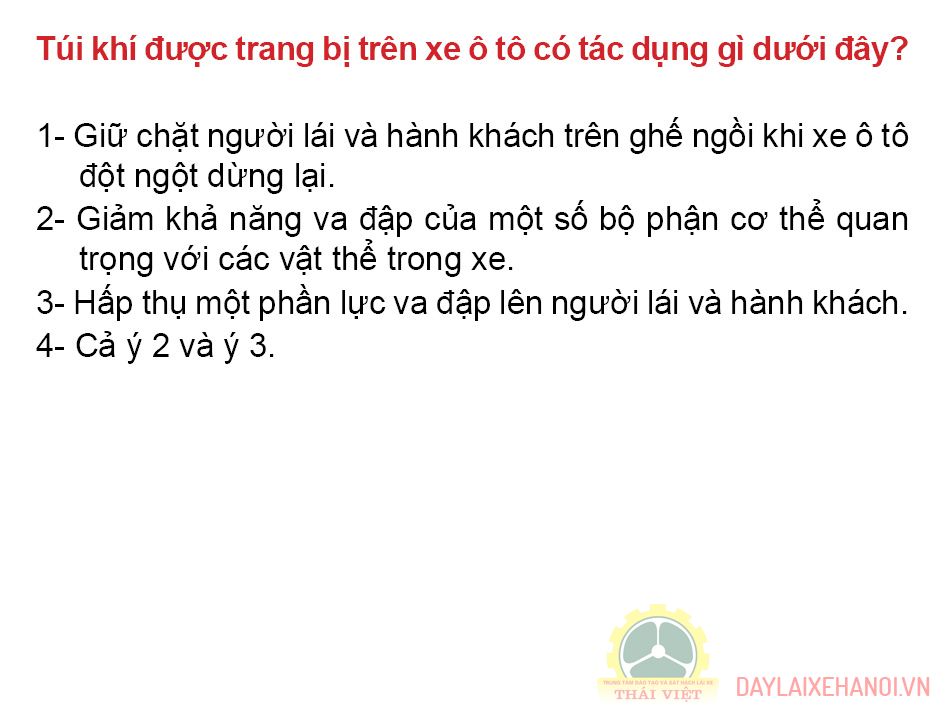 Túi khí được trang bị trên xe ô tô có tác dụng gì dưới đây?
1- Giữ chặt người lái và hành khách trên ghế ngồi khi xe ô tô
đột ngột dừng lại.
2- Giảm khả năng va đập của một số bộ phận cơ thể quan
trọng với các vật thể trong xe.
3- Hấp thụ một phần lực va đập lên người lái và hành khách.
4- Cả ý 2 và ý 3.
TRUNG TÂM ĐÀO TẠO VÀ SÁT HẠCH LÁI XE
THÁI VIỆT
DAYLAIXEHANOI.VN